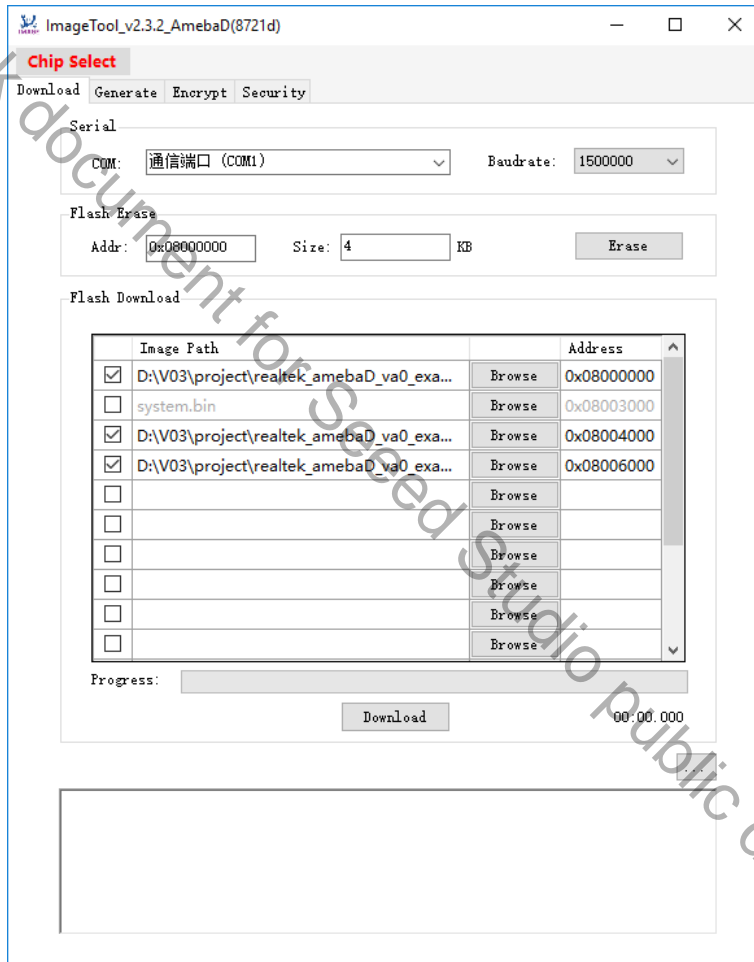 ImageTool_v2.3.2_AmebaD(8721d)
Chip Select
Download Generate Encrypt Security
Serial
COM: 通信端口 (COM1) Baudrate: 1500000
Flash Erase
Addr: 0x08000000 Size: 4 KB Erase
Flash Download
Image Path Address
D:\V03\project\realtek_amebaD_va0_exa... Browse 0x08000000
system.bin Browse 0x08003000
D:\V03\project\realtek_amebaD_va0_exa... Browse 0x08004000
D:\V03\project\realtek_amebaD_va0_exa... Browse 0x08006000
Browse
Browse
Browse
Browse
Browse
Browse
Progress:
Download 00:00.000
...
k document for Seeed Studio public